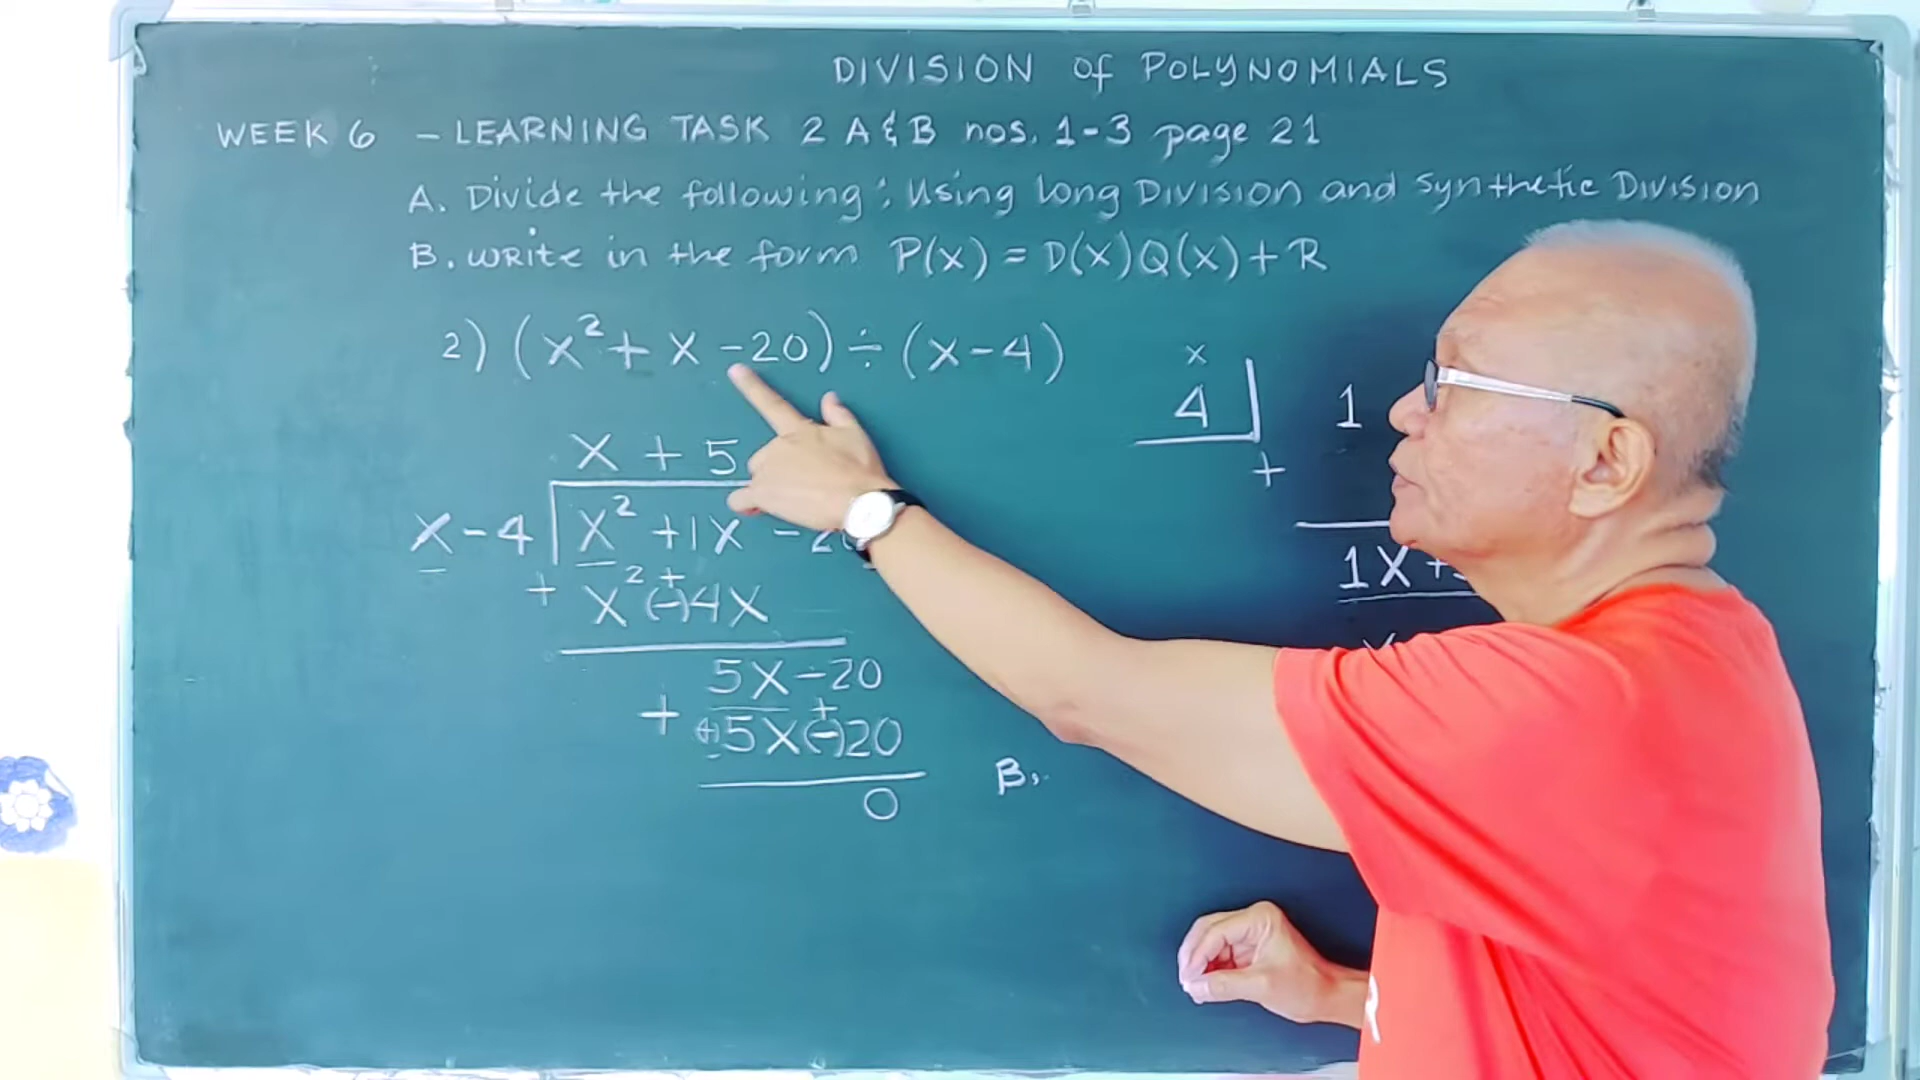 DIVISION of POLYNOMIALS
WEEK 6 - LEARNING TASK 2 A & B nos. 1-3 page 21
A. Divide the following: Using long Division and Synthetic Division
B. Write in the form P(x) = D(x)Q(x) + R
2) (x² + x - 20) ÷ (x - 4)
x
4
1
+
x + 5
x - 4 x² + 1x - 2
+ x² (-)+ 4x
1x +
5x - 20
+ (+)5x (-)+ 20
0
B.